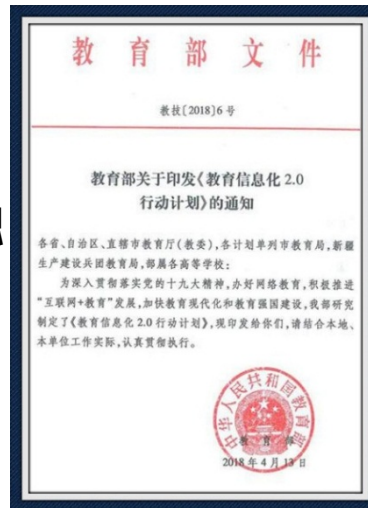 教育部文件
教技[2018]6号
教育部关于印发《教育信息化 2.0
行动计划》的通知
各省、自治区、直辖市教育厅(教委),各计划单列市教育局,新疆
生产建设兵团教育局,部属各高等学校:
为深入贯彻落实党的十九大精神,办好网络教育,积极推进
“互联网+教育”发展,加快教育现代化和教育强国建设,我部研究
制定了《教育信息化 2.0 行动计划》,现印发给你们,请结合本地、
本单位工作实际,认真贯彻执行。
中华人民共和国教育部
教育部
2018年4月13日